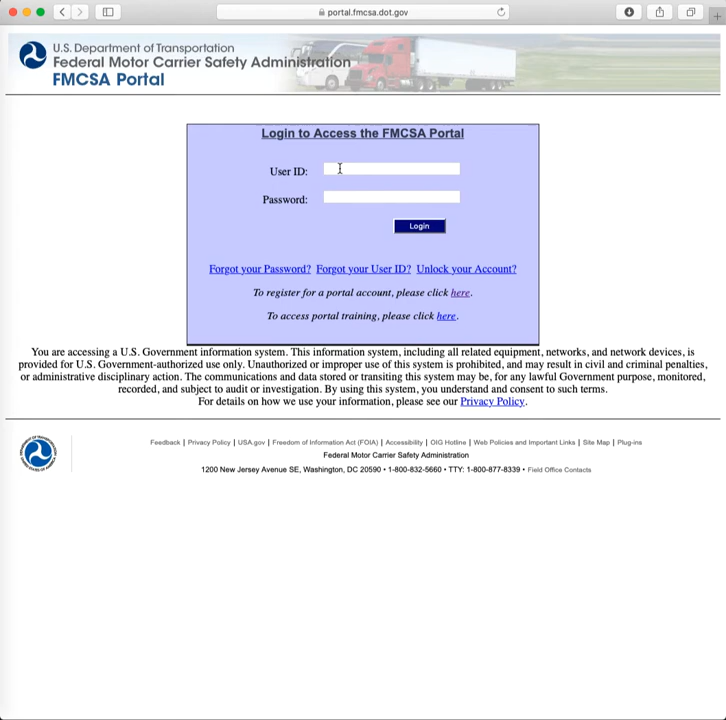 portal.fmcsa.dot.gov
U.S. Department of Transportation
Federal Motor Carrier Safety Administration
FMCSA Portal
Login to Access the FMCSA Portal
User ID:
Password:
Login
Forgot your Password? Forgot your User ID? Unlock your Account?
To register for a portal account, please click here.
To access portal training, please click here.
You are accessing a U.S. Government information system. This information system, including all related equipment, networks, and network devices, is
provided for U.S. Government-authorized use only. Unauthorized or improper use of this system is prohibited, and may result in civil and criminal penalties,
or administrative disciplinary action. The communications and data stored or transiting this system may be, for any lawful Government purpose, monitored,
recorded, and subject to audit or investigation. By using this system, you understand and consent to such terms.
For details on how we use your information, please see our Privacy Policy.
Feedback | Privacy Policy | USA.gov | Freedom of Information Act (FOIA) | Accessibility | OIG Hotline | Web Policies and Important Links | Site Map | Plug-ins
Federal Motor Carrier Safety Administration
1200 New Jersey Avenue SE, Washington, DC 20590 • 1-800-832-5660 • TTY: 1-800-877-8339 • Field Office Contacts